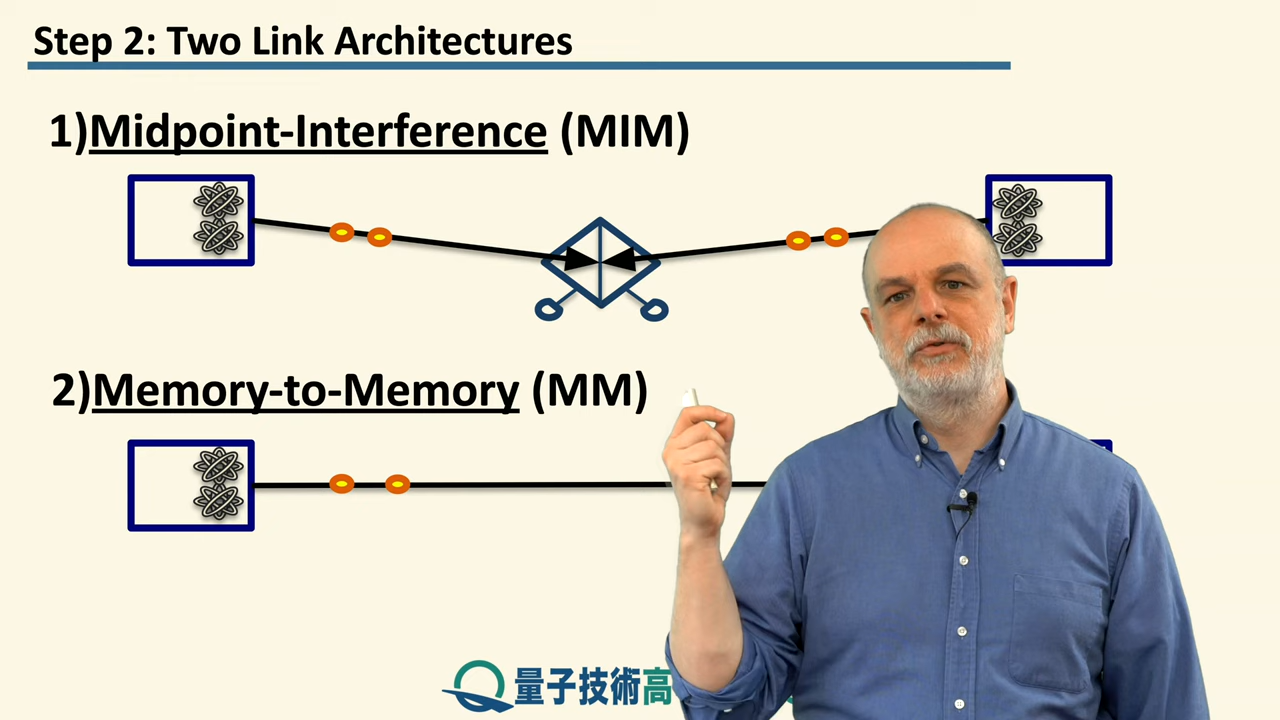 Step 2: Two Link Architectures
1)Midpoint-Interference (MIM)
2)Memory-to-Memory (MM)
量子技術高